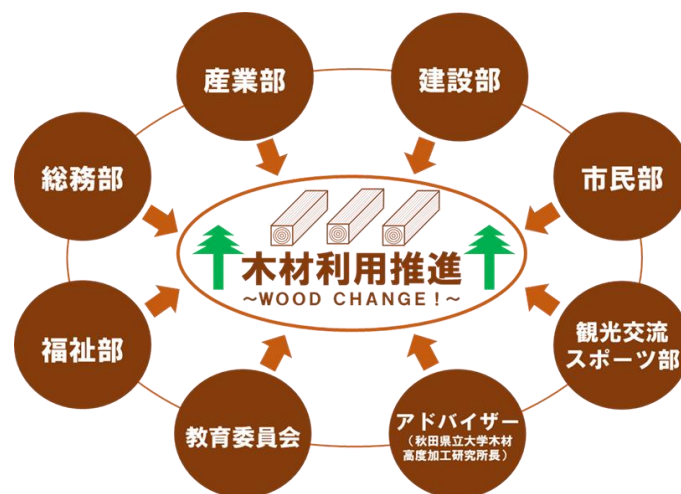 産業部
建設部
総務部
市民部
木材利用推進
~WOOD CHANGE!~
福祉部
観光交流
スポーツ部
教育委員会
アドバイザー
(秋田県立大学木材
高度加工研究所長)